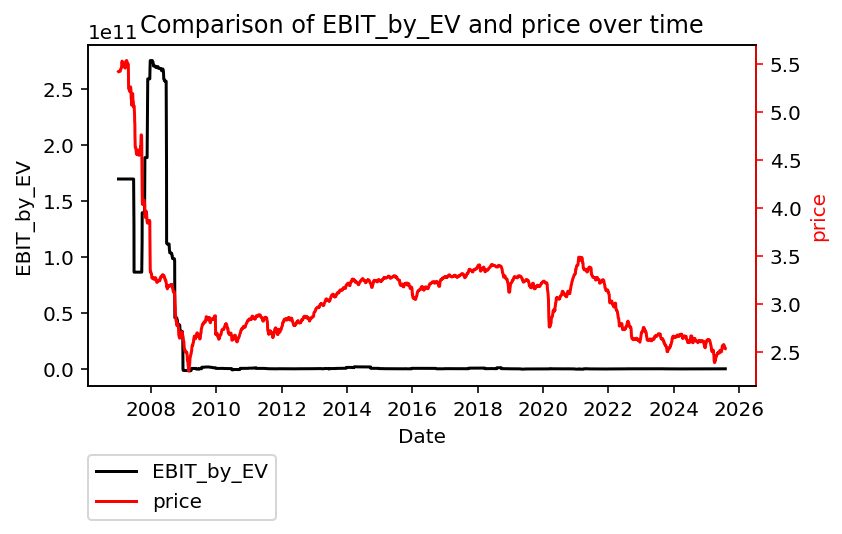 Comparison of EBIT_by_EV and price over time
1e11
2.5
2.0
1.5
1.0
0.5
0.0
EBIT_by_EV
5.5
5.0
4.5
4.0
3.5
3.0
2.5
price
2008 2010 2012 2014 2016 2018 2020 2022 2024 2026
Date
EBIT_by_EV
price